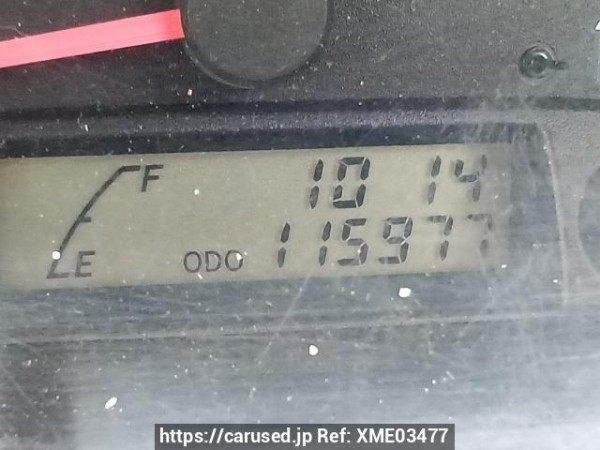 F 10 14
E ODO 115977
https://carused.jp Ref: XME03477